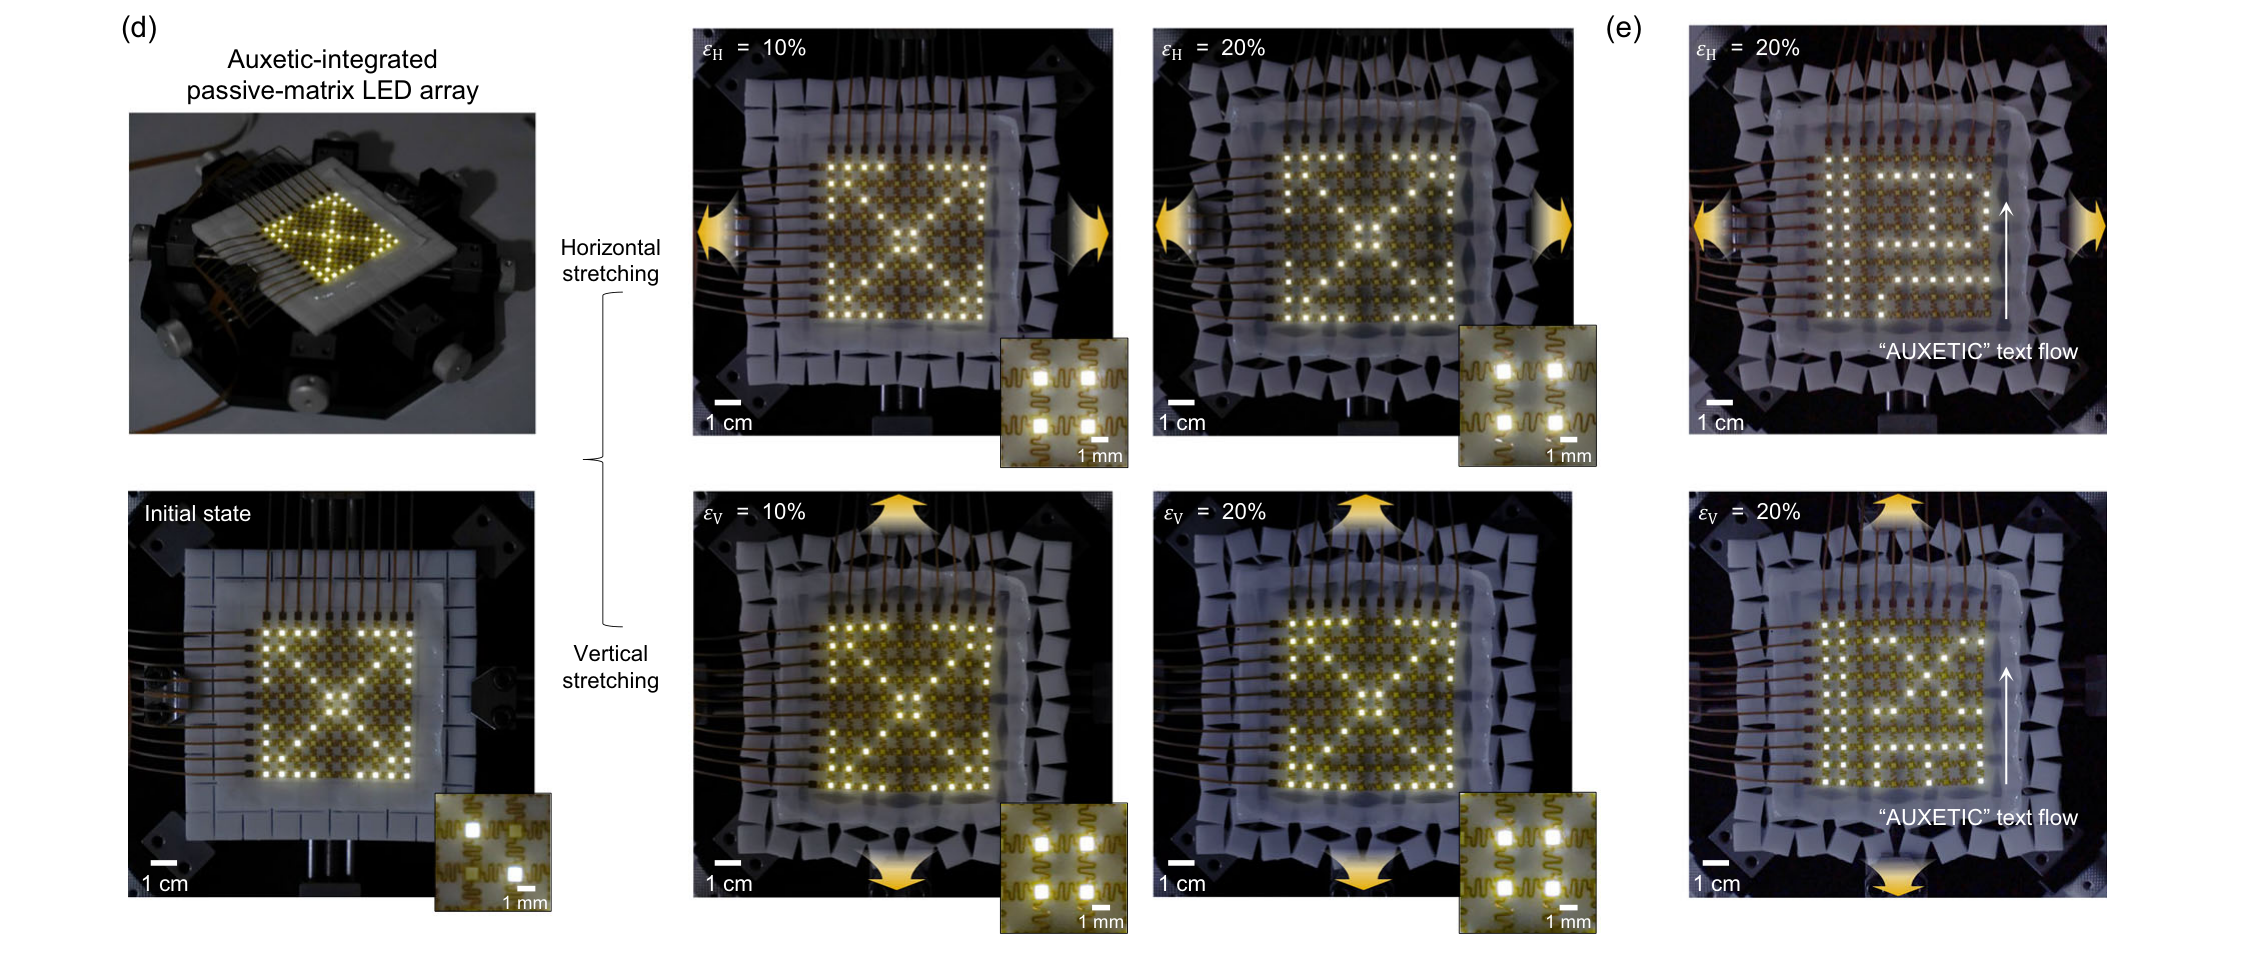 (d)
Auxetic-integrated
passive-matrix LED array
Horizontal
stretching
Vertical
stretching
εH = 10%
1 cm
1 mm
εH = 20%
1 cm
1 mm
Initial state
1 cm
1 mm
εV = 10%
1 cm
1 mm
εV = 20%
1 cm
1 mm
(e)
εH = 20%
“AUXETIC” text flow
1 cm
εV = 20%
“AUXETIC” text flow
1 cm